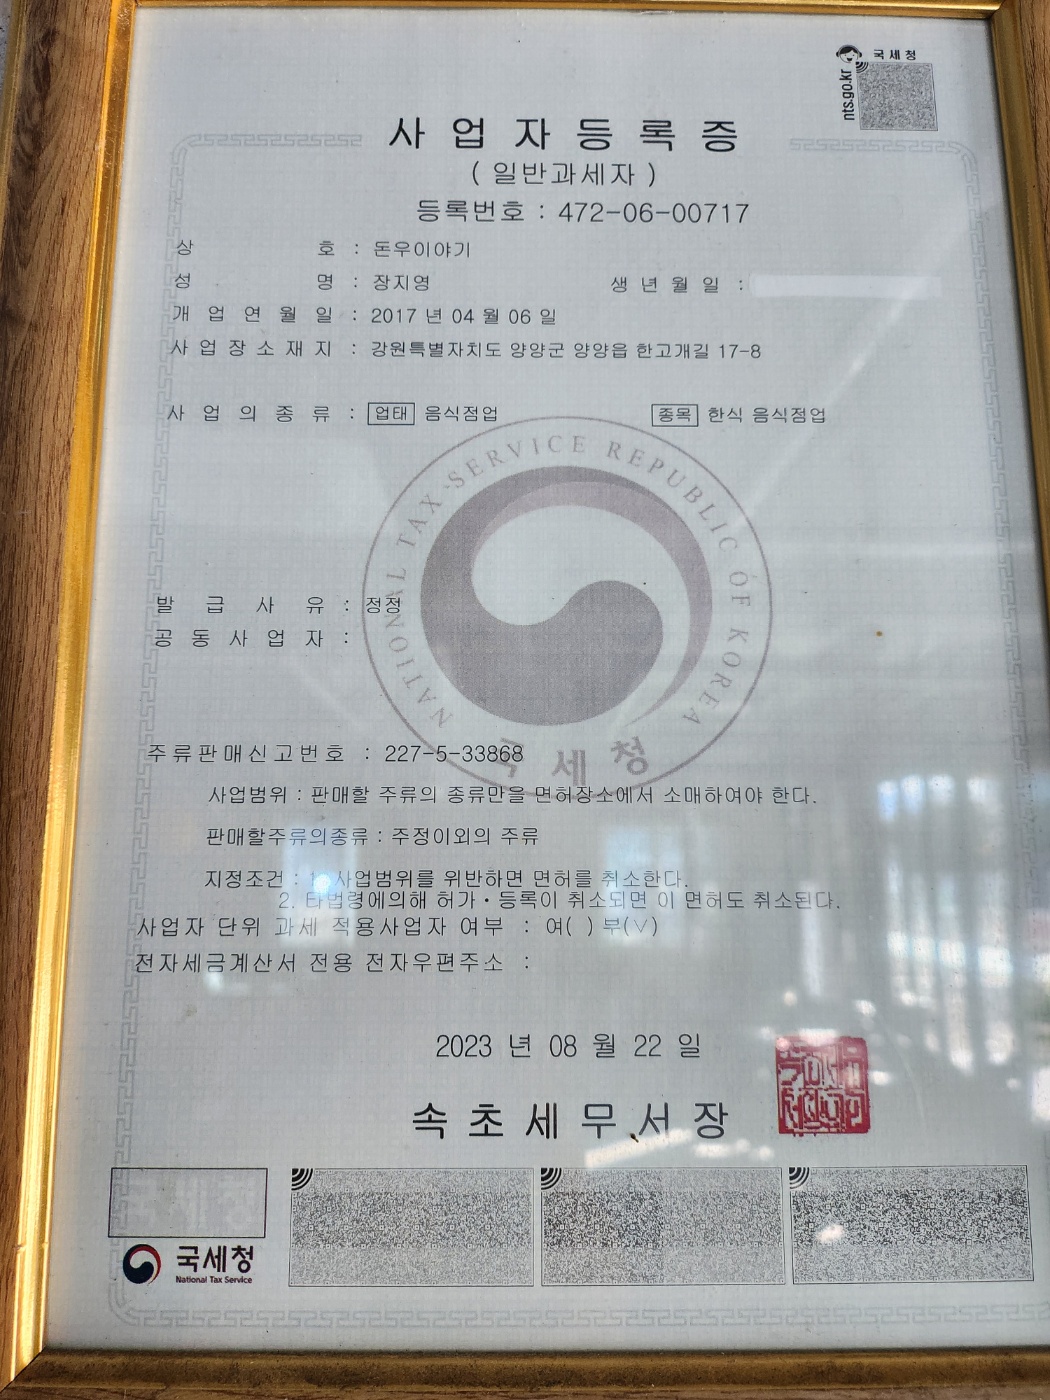 국세청
nts.go.kr
사업자등록증
( 일반과세자 )
등록번호 : 472-06-00717
상 호 : 돈우이야기
성 명 : 장지영 생년월일 :
개업연월일 : 2017 년 04 월 06 일
사업장소재지 : 강원특별자치도 양양군 양양읍 한고개길 17-8
사업의종류 : 업태 음식점업 종목 한식 음식점업
NATIONAL TAX SERVICE REPUBLIC OF KOREA
발급사유 : 정정
공동사업자 :
국세청
주류판매신고번호 : 227-5-33868
사업범위 : 판매할 주류의 종류만을 면허장소에서 소매하여야 한다.
판매할주류의종류 : 주정이외의 주류
지정조건 : 1. 사업범위를 위반하면 면허를 취소한다.
2. 타법령에의해 허가·등록이 취소되면 이 면허도 취소된다.
사업자 단위 과세 적용사업자 여부 : 여( ) 부(∨)
전자세금계산서 전용 전자우편주소 :
2023 년 08 월 22 일
속초세무서장
국세청
National Tax Service